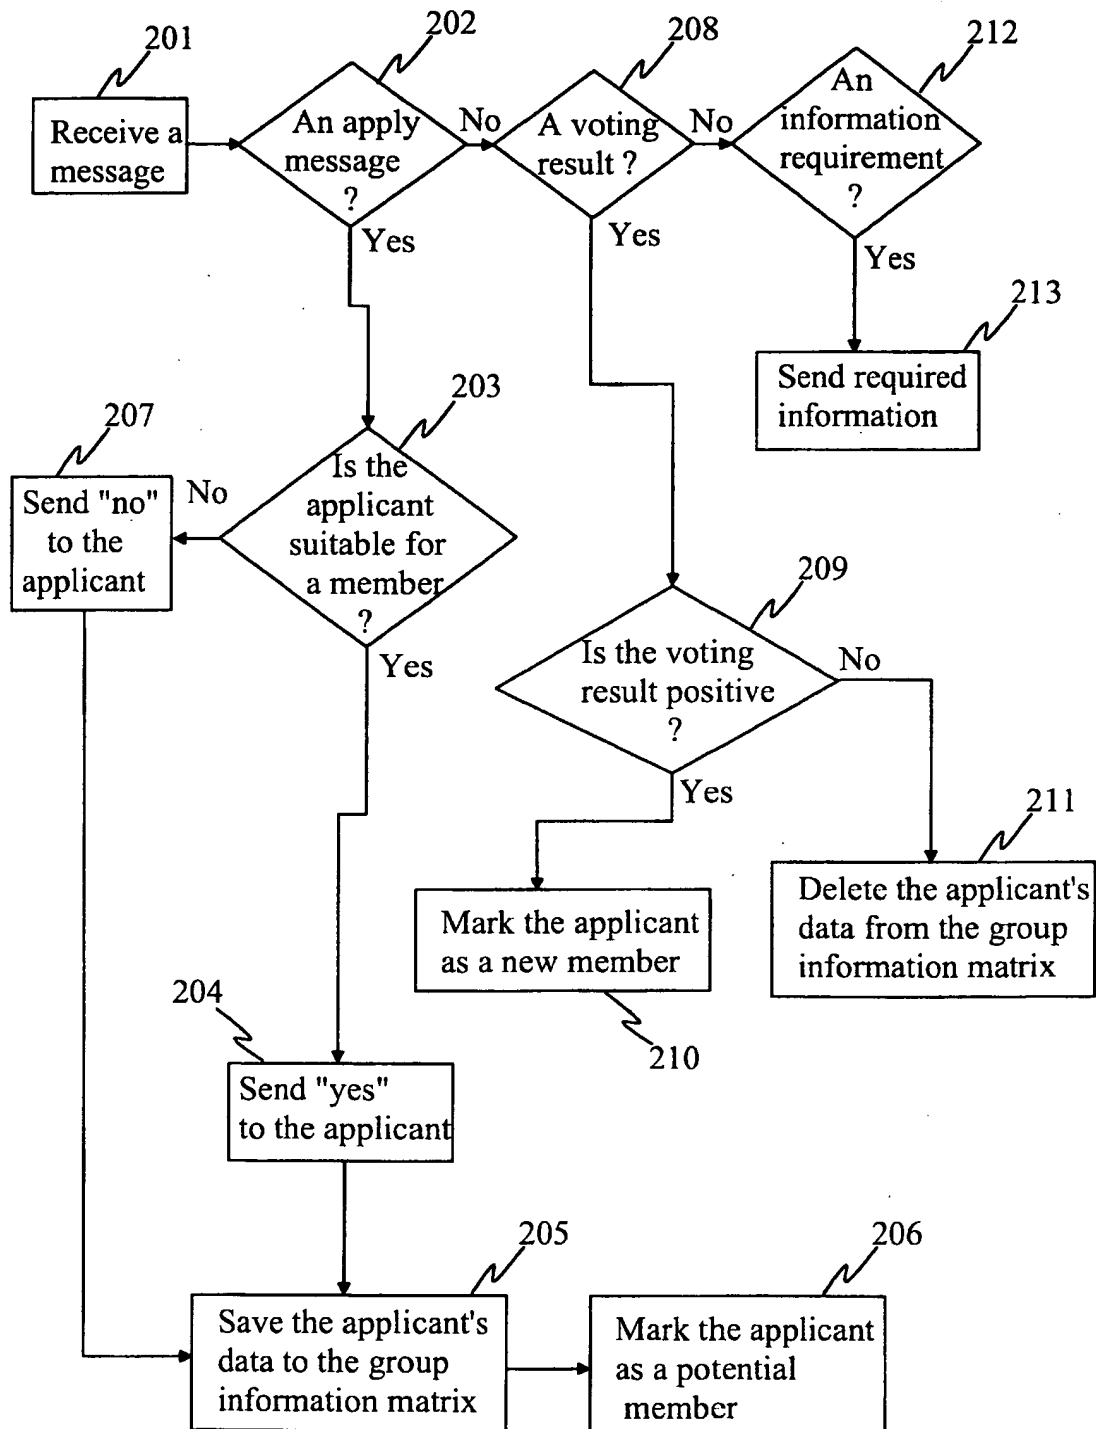 201
202
208
212
Receive a
message
An apply
message
?
No
A voting
result ?
No
An
information
requirement
?
Yes
Yes
Yes
213
Send required
information
207
203
Send "no"
to the
applicant
No
Is the
applicant
suitable for
a member
?
Yes
209
Is the voting
result positive
?
No
Yes
211
Mark the applicant
as a new member
210
Delete the applicant's
data from the group
information matrix
204
Send "yes"
to the applicant
205
206
Save the applicant's
data to the group
information matrix
Mark the applicant
as a potential
member